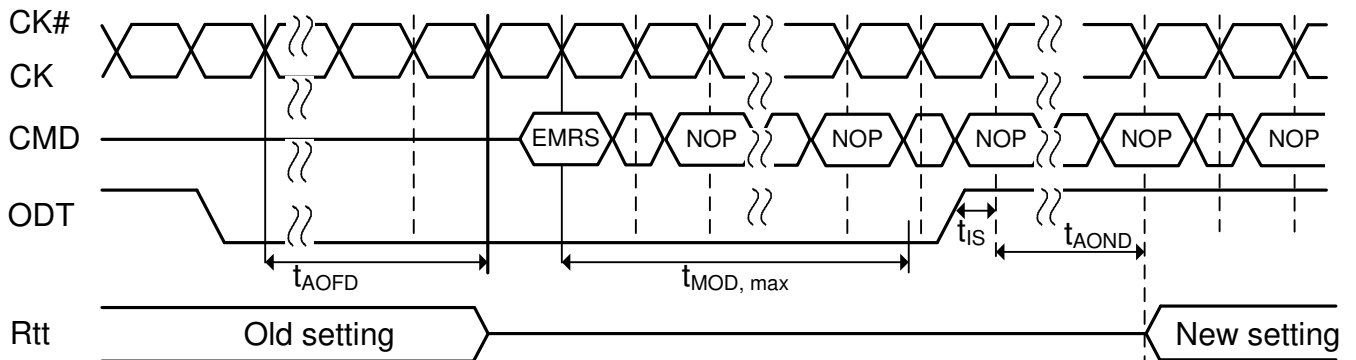 CK#
CK
CMD EMRS NOP NOP NOP NOP NOP
ODT
tIS tAOND
tAOFD tMOD, max
Rtt Old setting New setting